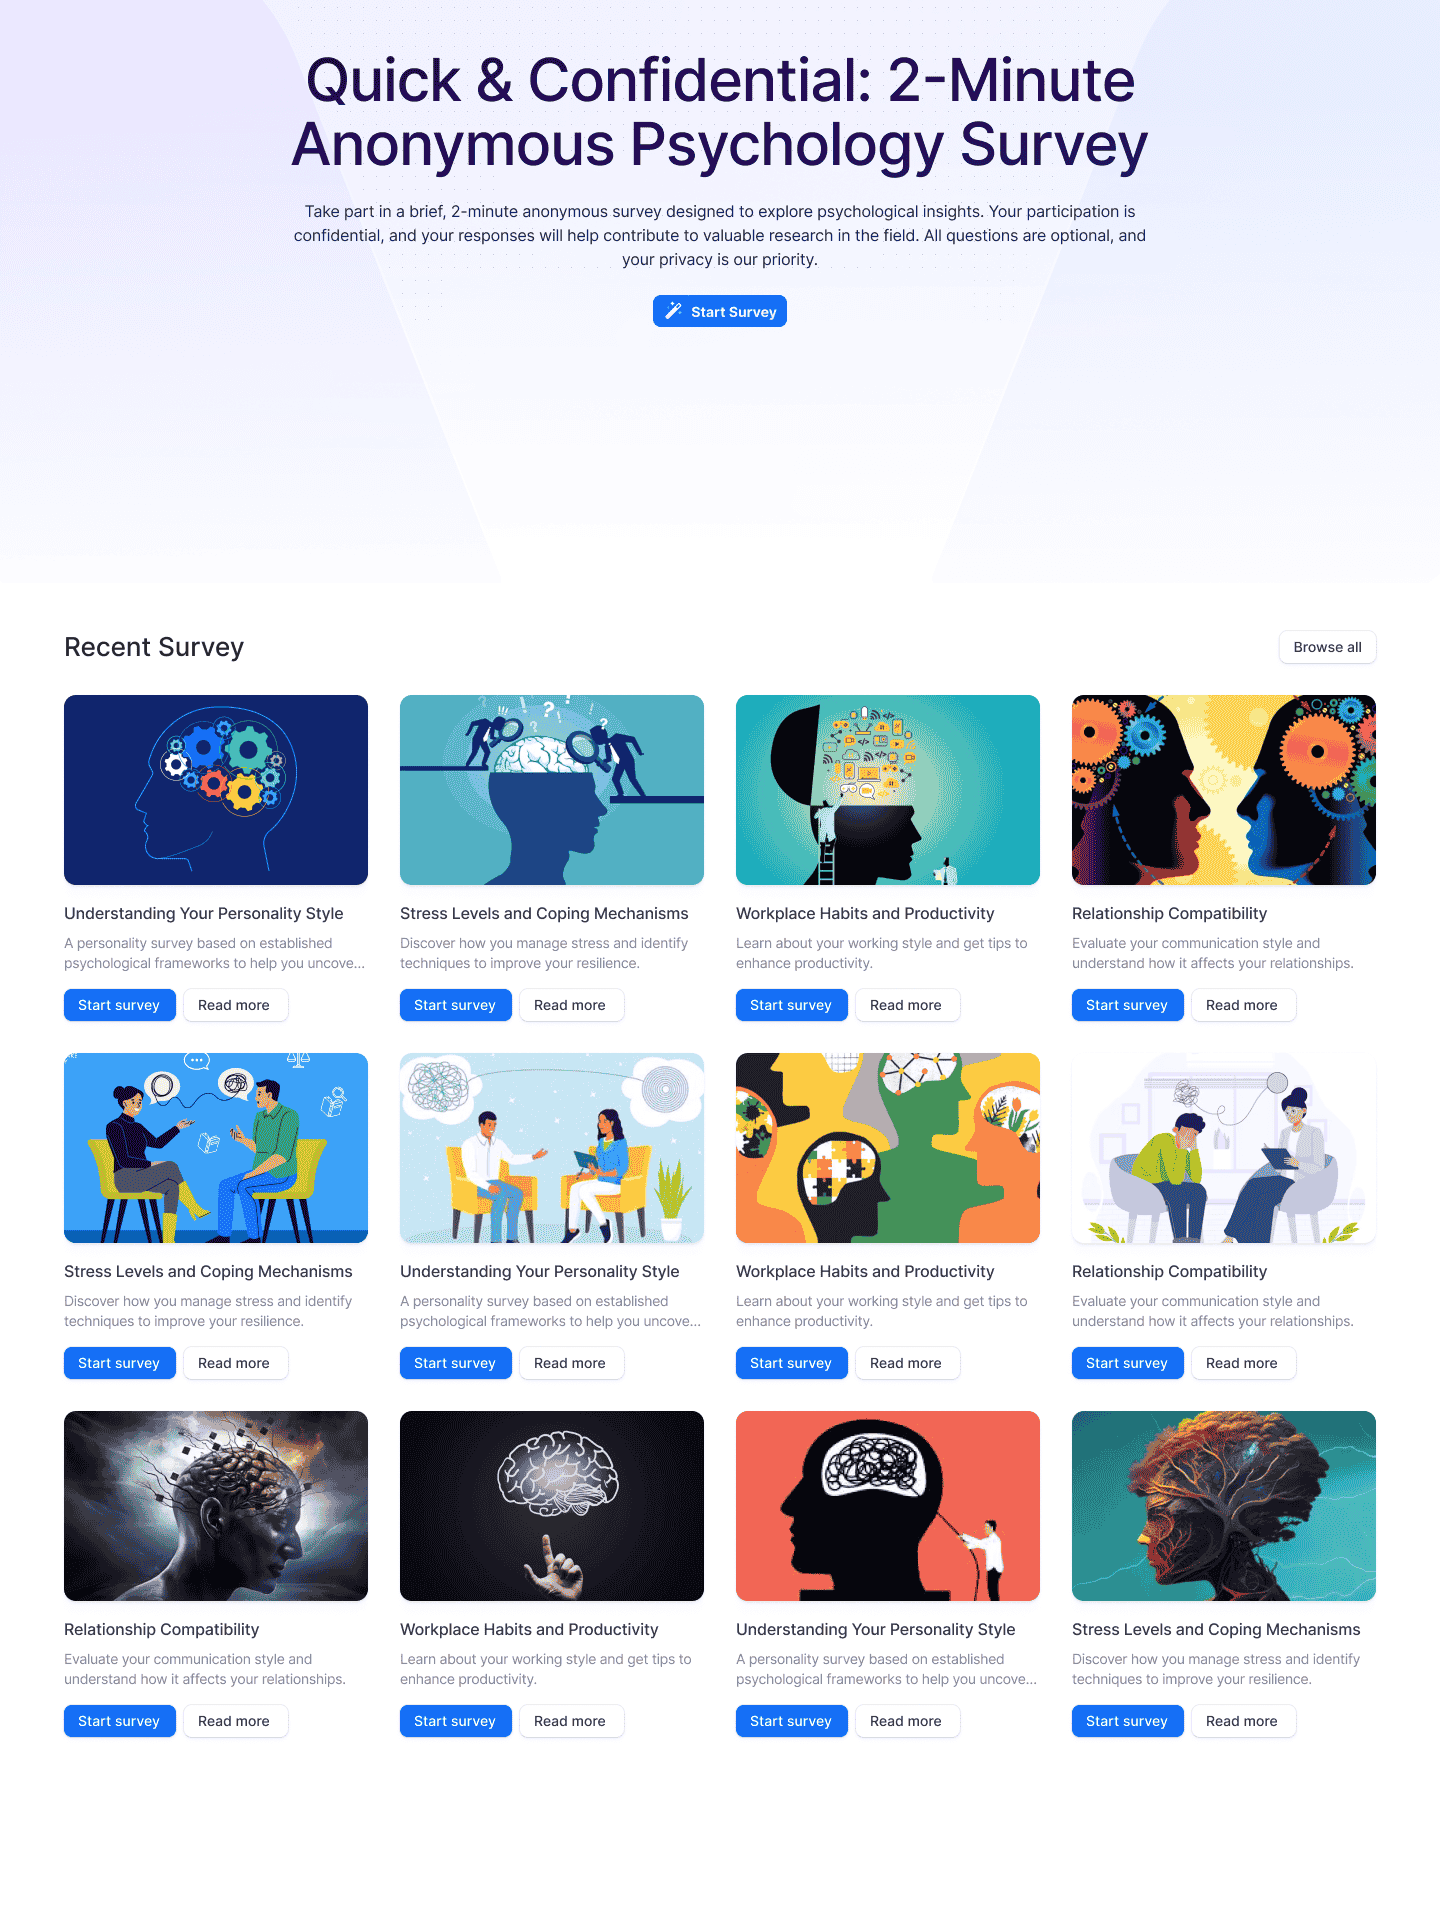 Quick & Confidential: 2-Minute
Anonymous Psychology Survey
Take part in a brief, 2-minute anonymous survey designed to explore psychological insights. Your participation is
confidential, and your responses will help contribute to valuable research in the field. All questions are optional, and
your privacy is our priority.
Start Survey
Recent Survey
Browse all
Understanding Your Personality Style
A personality survey based on established
psychological frameworks to help you uncove...
Start survey
Read more
Stress Levels and Coping Mechanisms
Discover how you manage stress and identify
techniques to improve your resilience.
Start survey
Read more
Workplace Habits and Productivity
Learn about your working style and get tips to
enhance productivity.
Start survey
Read more
Relationship Compatibility
Evaluate your communication style and
understand how it affects your relationships.
Start survey
Read more
Stress Levels and Coping Mechanisms
Discover how you manage stress and identify
techniques to improve your resilience.
Start survey
Read more
Understanding Your Personality Style
A personality survey based on established
psychological frameworks to help you uncove...
Start survey
Read more
Workplace Habits and Productivity
Learn about your working style and get tips to
enhance productivity.
Start survey
Read more
Relationship Compatibility
Evaluate your communication style and
understand how it affects your relationships.
Start survey
Read more
Relationship Compatibility
Evaluate your communication style and
understand how it affects your relationships.
Start survey
Read more
Workplace Habits and Productivity
Learn about your working style and get tips to
enhance productivity.
Start survey
Read more
Understanding Your Personality Style
A personality survey based on established
psychological frameworks to help you uncove...
Start survey
Read more
Stress Levels and Coping Mechanisms
Discover how you manage stress and identify
techniques to improve your resilience.
Start survey
Read more